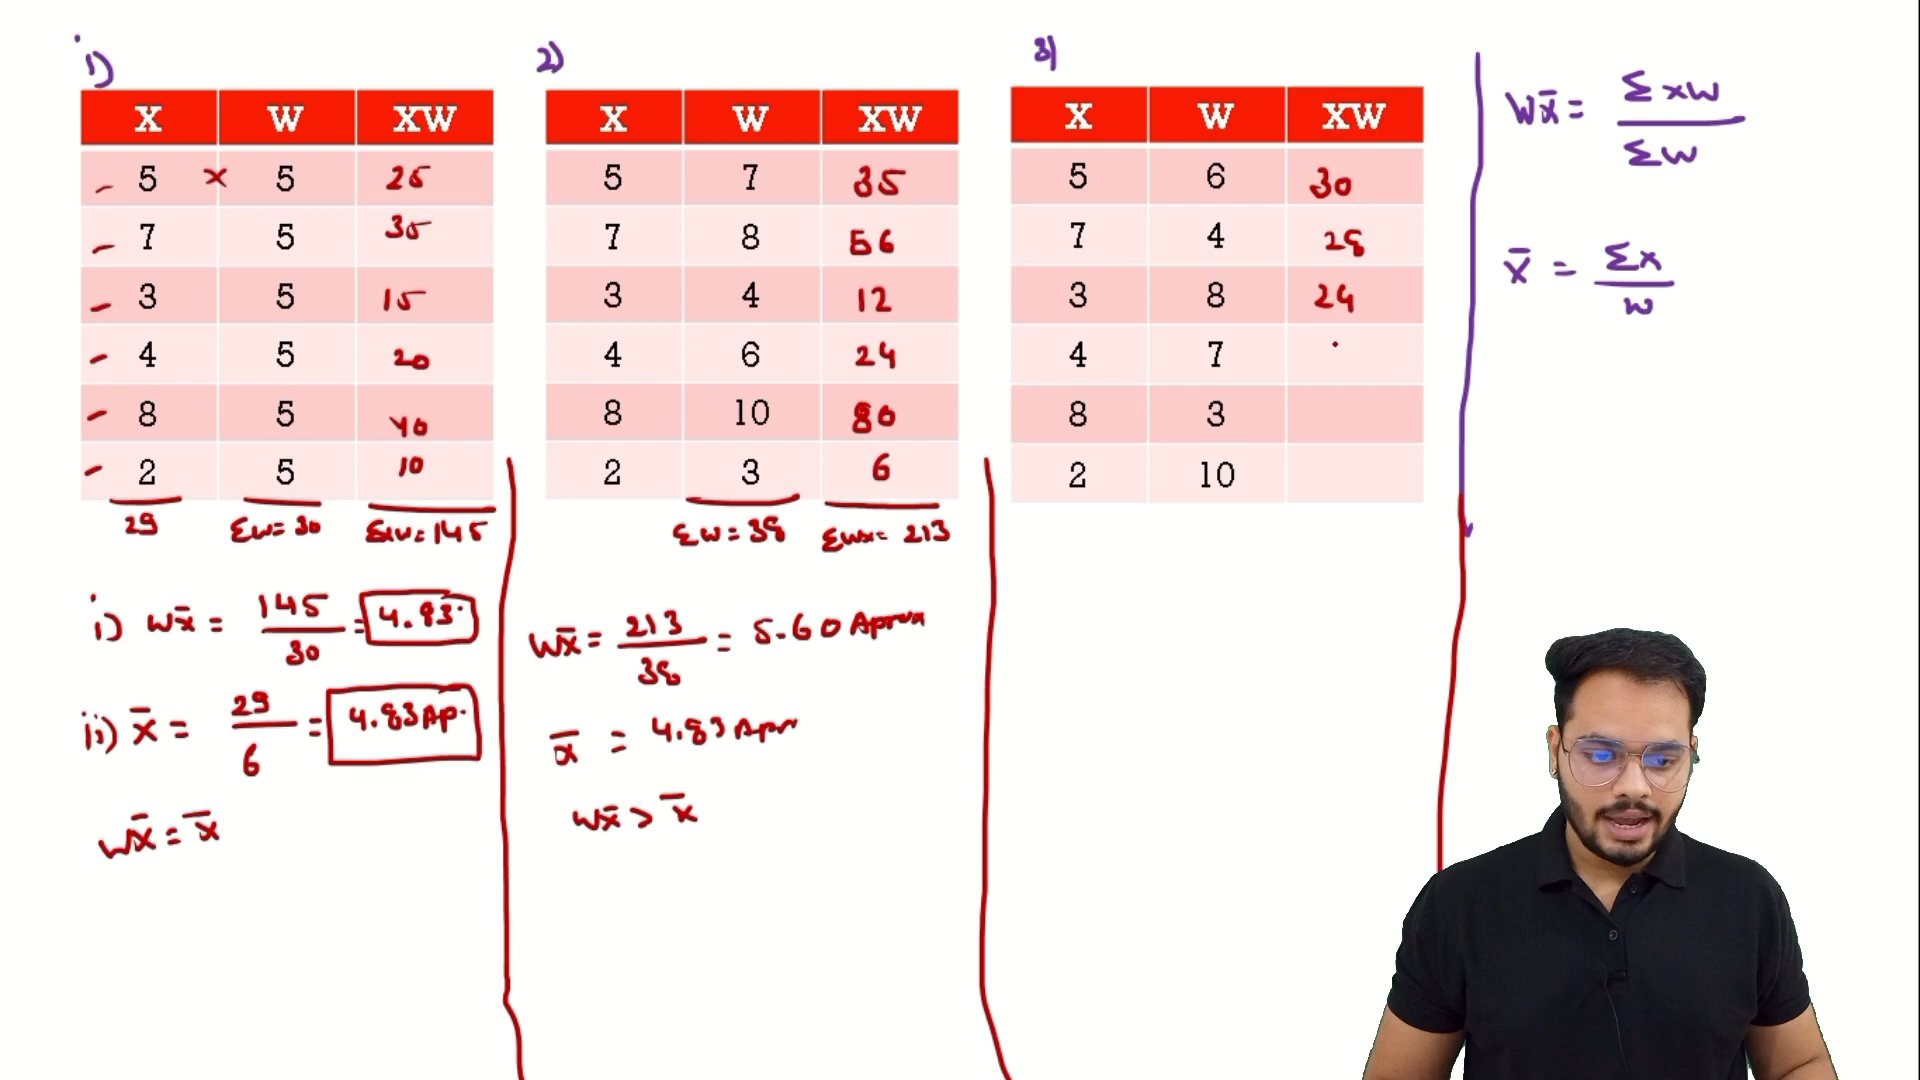 i)
X W XW
- 5 × 5 25
- 7 5 35
- 3 5 15
- 4 5 20
- 8 5 40
- 2 5 10
29 Σw = 30 Σxw = 145
i) Wx̄ = 145/30 = 4.83.
ii) x̄ = 29/6 = 4.83 Ap.
Wx̄ = x̄
2)
X W XW
5 7 35
7 8 56
3 4 12
4 6 24
8 10 80
2 3 6
Σw = 38 Σwx = 213
Wx̄ = 213/38 = 5.60 Aprox
x̄ = 4.83 Apr
Wx̄ > x̄
3)
X W XW
5 6 30
7 4 28
3 8 24
4 7
8 3
2 10
Wx̄ = Σxw/Σw
x̄ = Σx/w